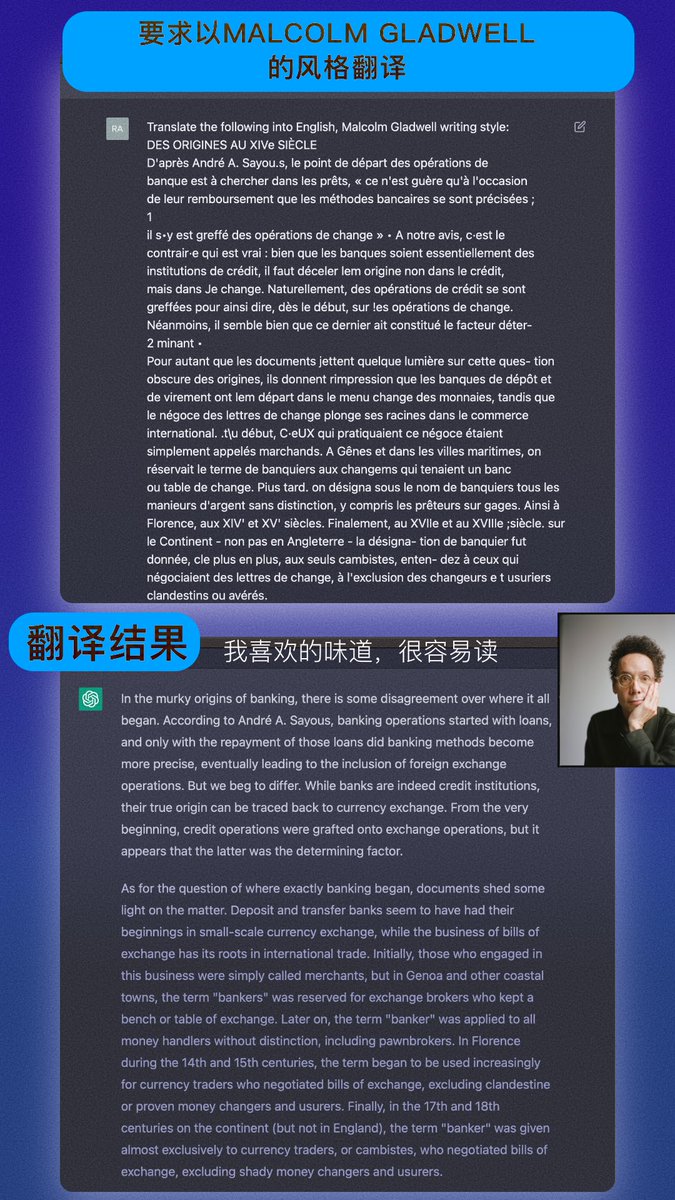 要求以MALCOLM GLADWELL
的风格翻译
RA
Translate the following into English, Malcolm Gladwell writing style:
DES ORIGINES AU XIVe SIÈCLE
D'après André A. Sayou.s, le point de départ des opérations de
banque est à chercher dans les prêts, « ce n'est guère qu'à l'occasion
de leur remboursement que les méthodes bancaires se sont précisées ;
1
il s•y est greffé des opérations de change » • A notre avis, c·est le
contrair·e qui est vrai : bien que les banques soient essentiellement des
institutions de crédit, il faut déceler lem origine non dans le crédit,
mais dans Je change. Naturellement, des opérations de crédit se sont
greffées pour ainsi dire, dès le début, sur !es opérations de change.
Néanmoins, il semble bien que ce dernier ait constitué le facteur déter-
2 minant •
Pour autant que les documents jettent quelque lumière sur cette ques- tion
obscure des origines, ils donnent rimpression que les banques de dépôt et
de virement ont lem départ dans le menu change des monnaies, tandis que
le négoce des lettres de change plonge ses racines dans le commerce
international. .t\u début, C·eUX qui pratiquaient ce négoce étaient
simplement appelés marchands. A Gênes et dans les villes maritimes, on
réservait le terme de banquiers aux changems qui tenaient un banc
ou table de change. Pius tard. on désigna sous le nom de banquiers tous les
manieurs d'argent sans distinction, y compris les prêteurs sur gages. Ainsi à
Florence, aux XIV' et XV' siècles. Finalement, au XVIIe et au XVIIIe ;siècle. sur
le Continent - non pas en Angleterre - la désigna- tion de banquier fut
donnée, cle plus en plus, aux seuls cambistes, enten- dez à ceux qui
négociaient des lettres de change, à l'exclusion des changeurs e t usuriers
clandestins ou avérés.
翻译结果
我喜欢的味道，很容易读
In the murky origins of banking, there is some disagreement over where it all
began. According to André A. Sayous, banking operations started with loans,
and only with the repayment of those loans did banking methods become
more precise, eventually leading to the inclusion of foreign exchange
operations. But we beg to differ. While banks are indeed credit institutions,
their true origin can be traced back to currency exchange. From the very
beginning, credit operations were grafted onto exchange operations, but it
appears that the latter was the determining factor.
As for the question of where exactly banking began, documents shed some
light on the matter. Deposit and transfer banks seem to have had their
beginnings in small-scale currency exchange, while the business of bills of
exchange has its roots in international trade. Initially, those who engaged in
this business were simply called merchants, but in Genoa and other coastal
towns, the term "bankers" was reserved for exchange brokers who kept a
bench or table of exchange. Later on, the term "banker" was applied to all
money handlers without distinction, including pawnbrokers. In Florence
during the 14th and 15th centuries, the term began to be used increasingly
for currency traders who negotiated bills of exchange, excluding clandestine
or proven money changers and usurers. Finally, in the 17th and 18th
centuries on the continent (but not in England), the term "banker" was given
almost exclusively to currency traders, or cambistes, who negotiated bills of
exchange, excluding shady money changers and usurers.